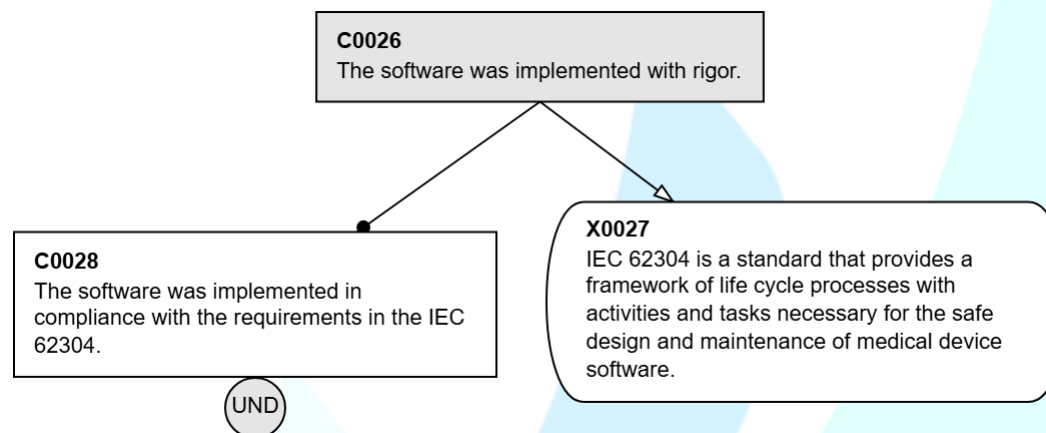 C0026
The software was implemented with rigor.
C0028
The software was implemented in
compliance with the requirements in the IEC
62304.
UND
X0027
IEC 62304 is a standard that provides a
framework of life cycle processes with
activities and tasks necessary for the safe
design and maintenance of medical device
software.